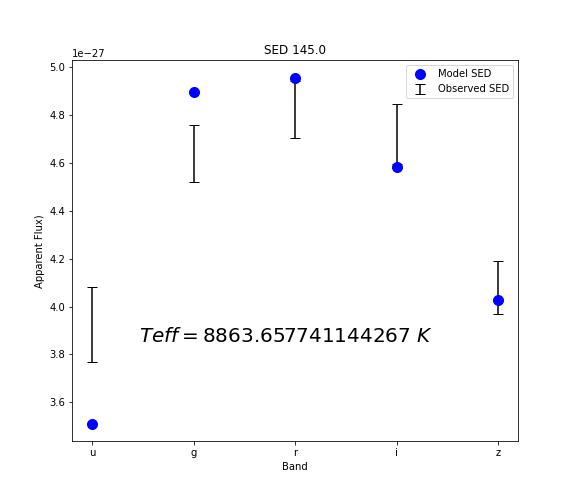 SED 145.0
1e−27
5.0
4.8
4.6
4.4
4.2
4.0
3.8
3.6
Apparent Flux)
Model SED
Observed SED
Teff = 8863.657741144267 K
u g r i z
Band